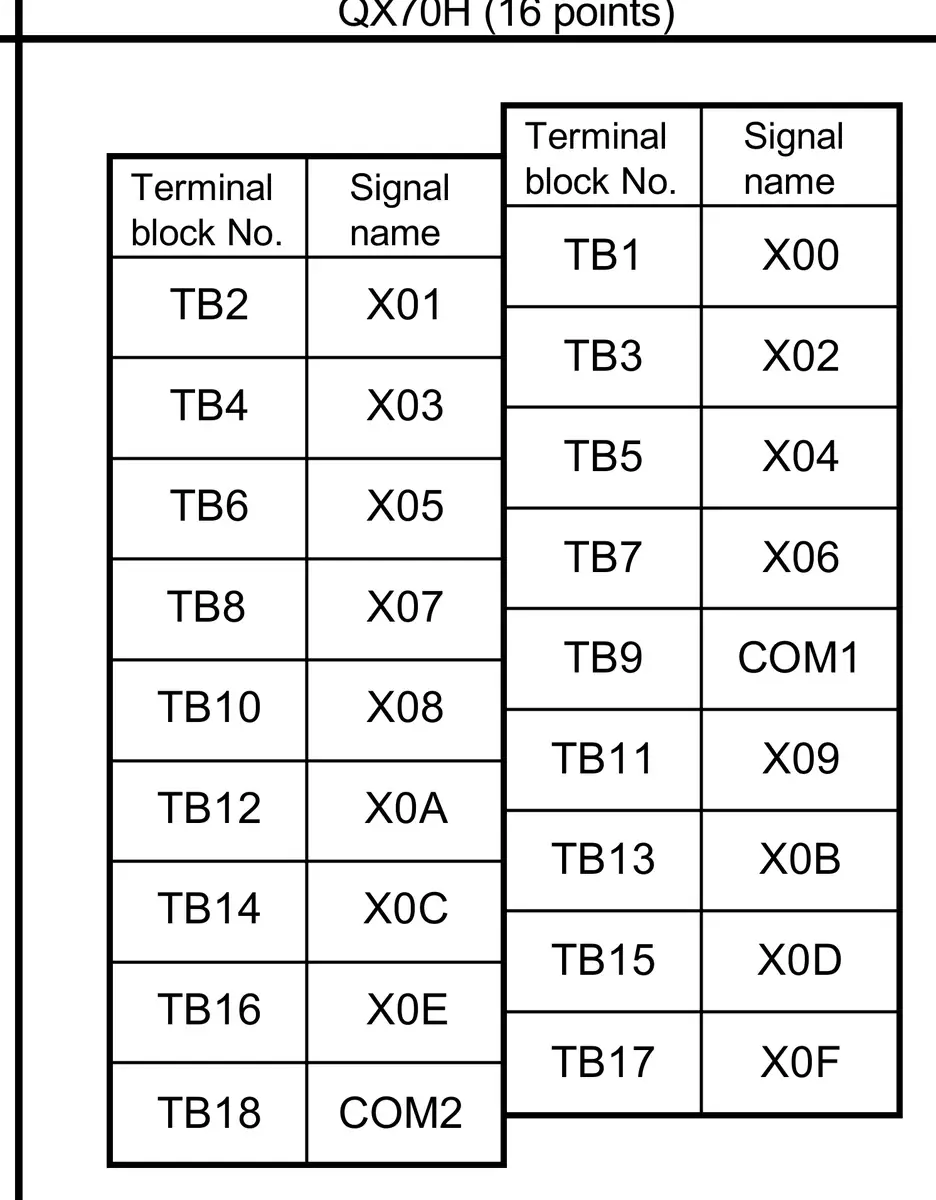 QX70H (16 points)
Terminal
block No.
Signal
name
TB2 X01
TB4 X03
TB6 X05
TB8 X07
TB10 X08
TB12 X0A
TB14 X0C
TB16 X0E
TB18 COM2
Terminal
block No.
Signal
name
TB1 X00
TB3 X02
TB5 X04
TB7 X06
TB9 COM1
TB11 X09
TB13 X0B
TB15 X0D
TB17 X0F